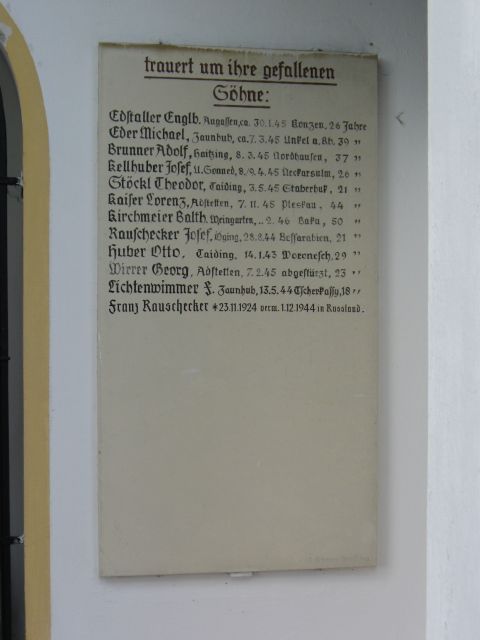 trauert um ihre gefallenen
Söhne:
Edstaller Englb. Augassen, ca. 30.1.45 Konzen, 26 Jahre
Eder Michael, Jaunhub, ca. 7.3.45 Unkel a. Rh. 39 "
Brunner Adolf, Haitzing, 8.3.45 Nordhausen, 37 "
Kellhuber Josef, U.Gonned, 8./9.4.45 Neckarsulm, 26 "
Stöckl Theodor, Taiding, 3.5.45 Staberhuk, 21 "
Kaiser Lorenz, Adstetten, 7.11.45 Pleskau, 44 "
Kirchmeier Balth. Weingarten, .. 2.46 Baku, 50 "
Rauschecker Josef, 28.8.44 Bessarabien, 21 "
Huber Otto, Taiding, 14.1.43 Woronesch, 29 "
Wirrer Georg, Adstetten, 7.2.45 abgestürzt, 23 "
Lichtenwimmer F. Jaunhub, 13.5.44 Tscherkassy, 18 "
Franz Rauschecker *23.11.1924 verm. 1.12.1944 in Russland.